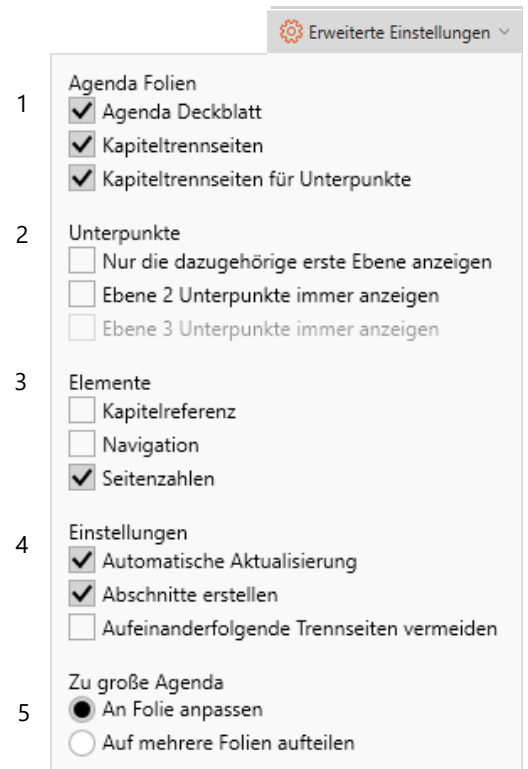 Erweiterte Einstellungen
1 Agenda Folien
Agenda Deckblatt
Kapiteltrennseiten
Kapiteltrennseiten für Unterpunkte
2 Unterpunkte
Nur die dazugehörige erste Ebene anzeigen
Ebene 2 Unterpunkte immer anzeigen
Ebene 3 Unterpunkte immer anzeigen
3 Elemente
Kapitelreferenz
Navigation
Seitenzahlen
4 Einstellungen
Automatische Aktualisierung
Abschnitte erstellen
Aufeinanderfolgende Trennseiten vermeiden
Zu große Agenda
5 An Folie anpassen
Auf mehrere Folien aufteilen